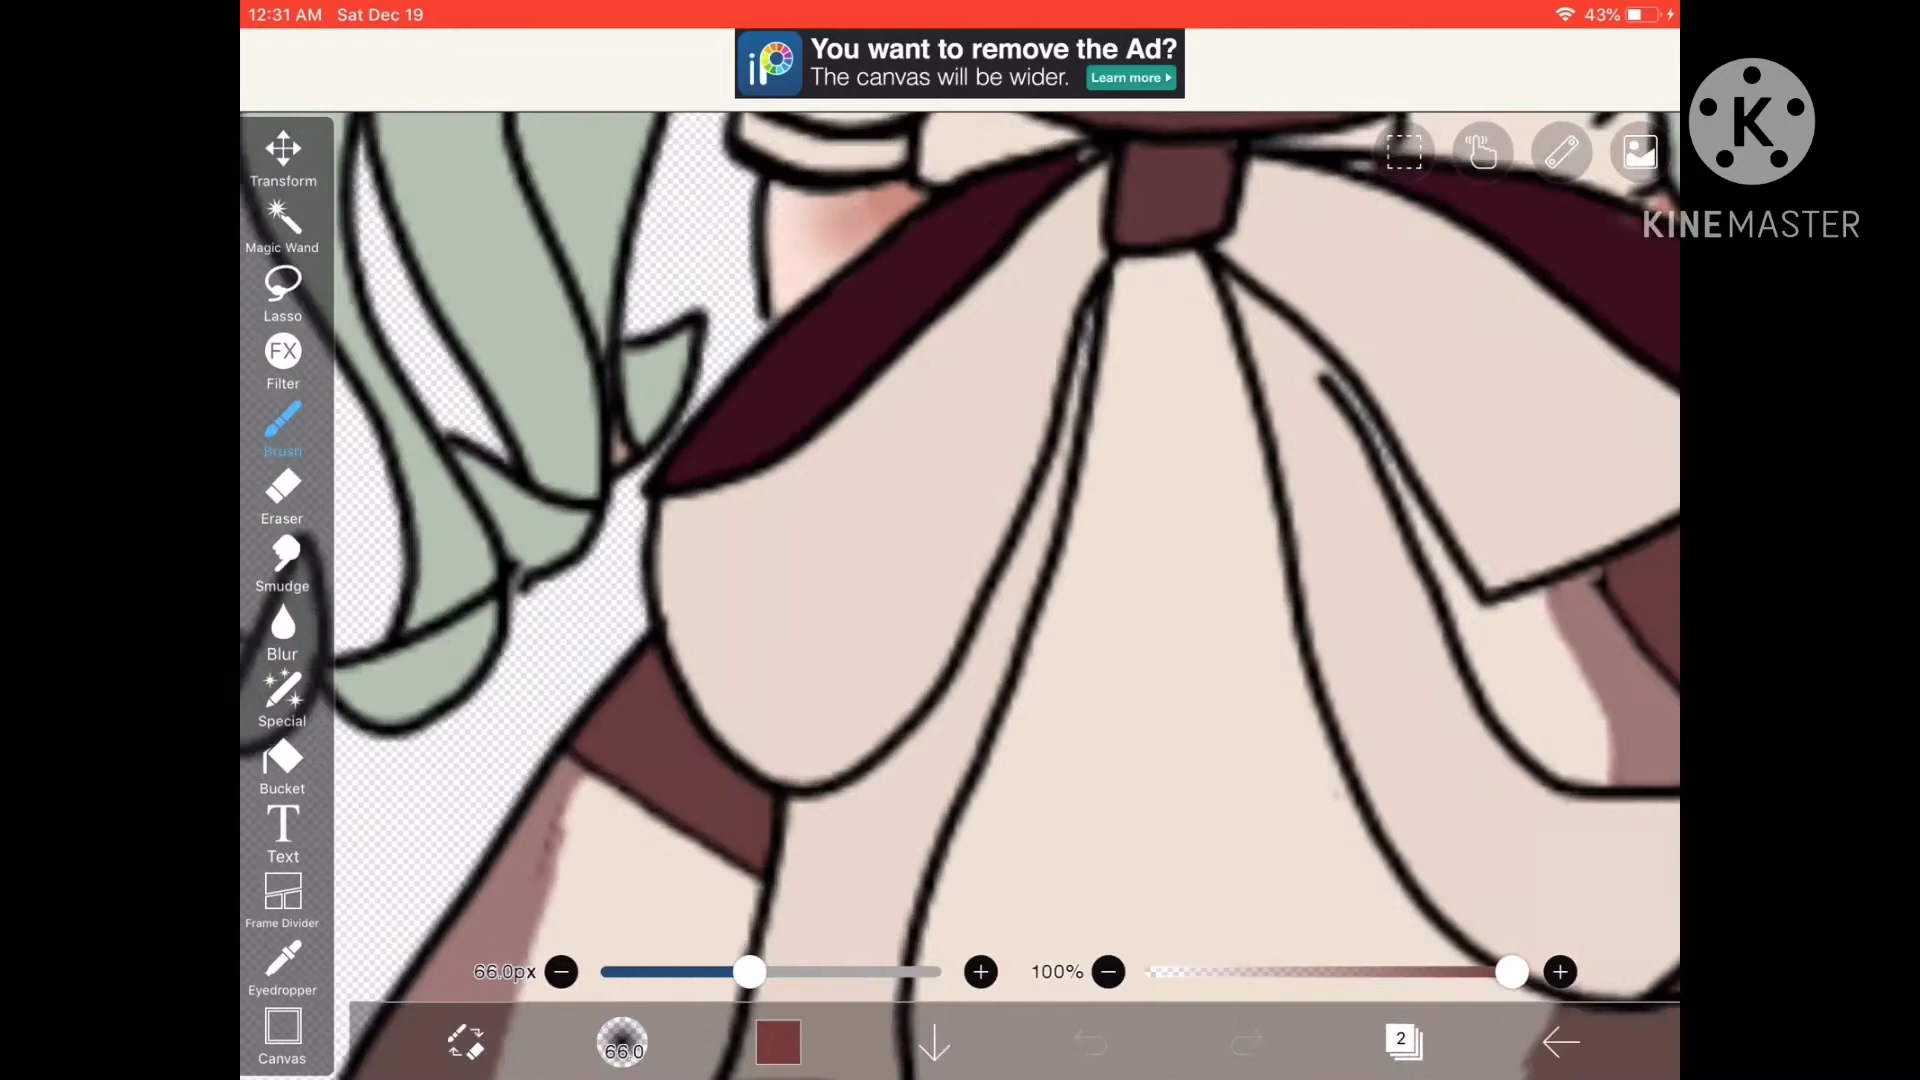 12:31 AM Sat Dec 19
43%
iP
You want to remove the Ad?
The canvas will be wider. Learn more
K
KINEMASTER
Transform
Magic Wand
Lasso
FX
Filter
Brush
Eraser
Smudge
Blur
Special
Bucket
T
Text
Frame Divider
Eyedropper
Canvas
66.0px
100%
66.0
2